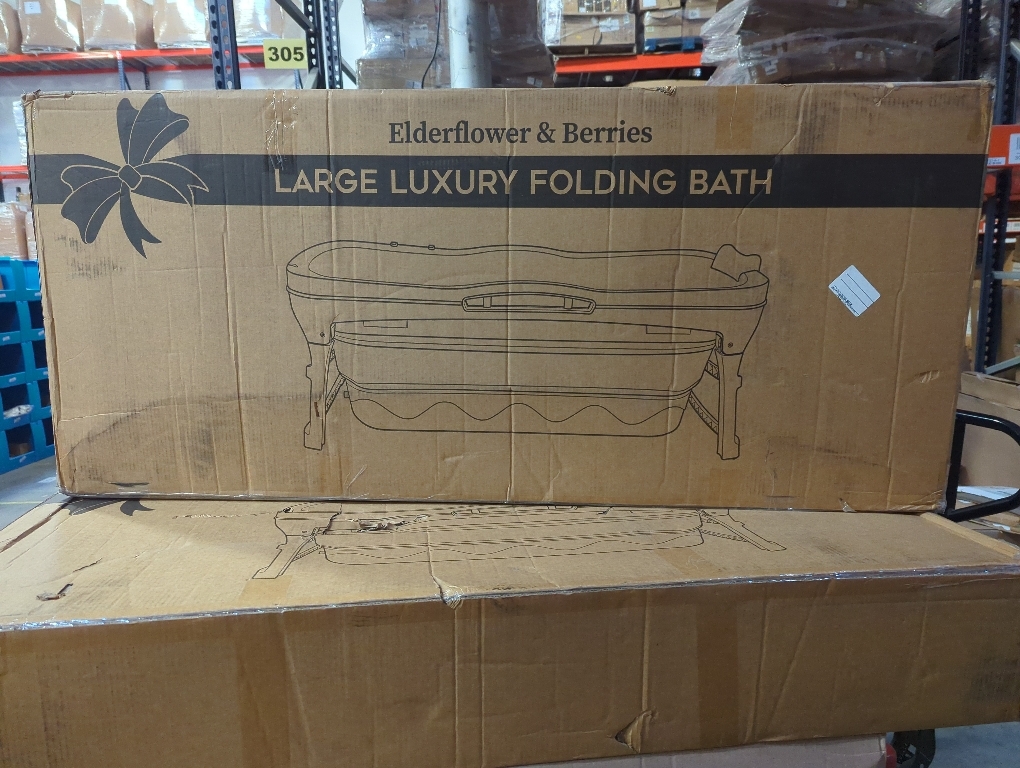 305
Elderflower & Berries
LARGE LUXURY FOLDING BATH